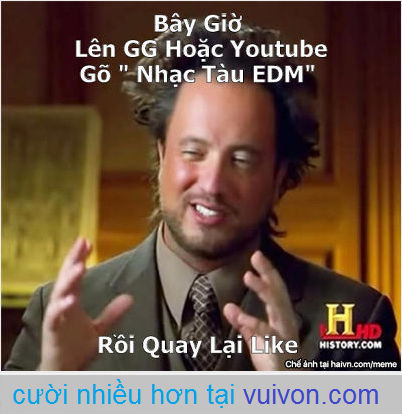 Bây Giờ
Lên GG Hoặc Youtube
Gõ " Nhạc Tàu EDM"
H HD
HISTORY.COM
Rồi Quay Lại Like
Chế ảnh tại haivn.com/meme
cười nhiều hơn tại vuivon.com